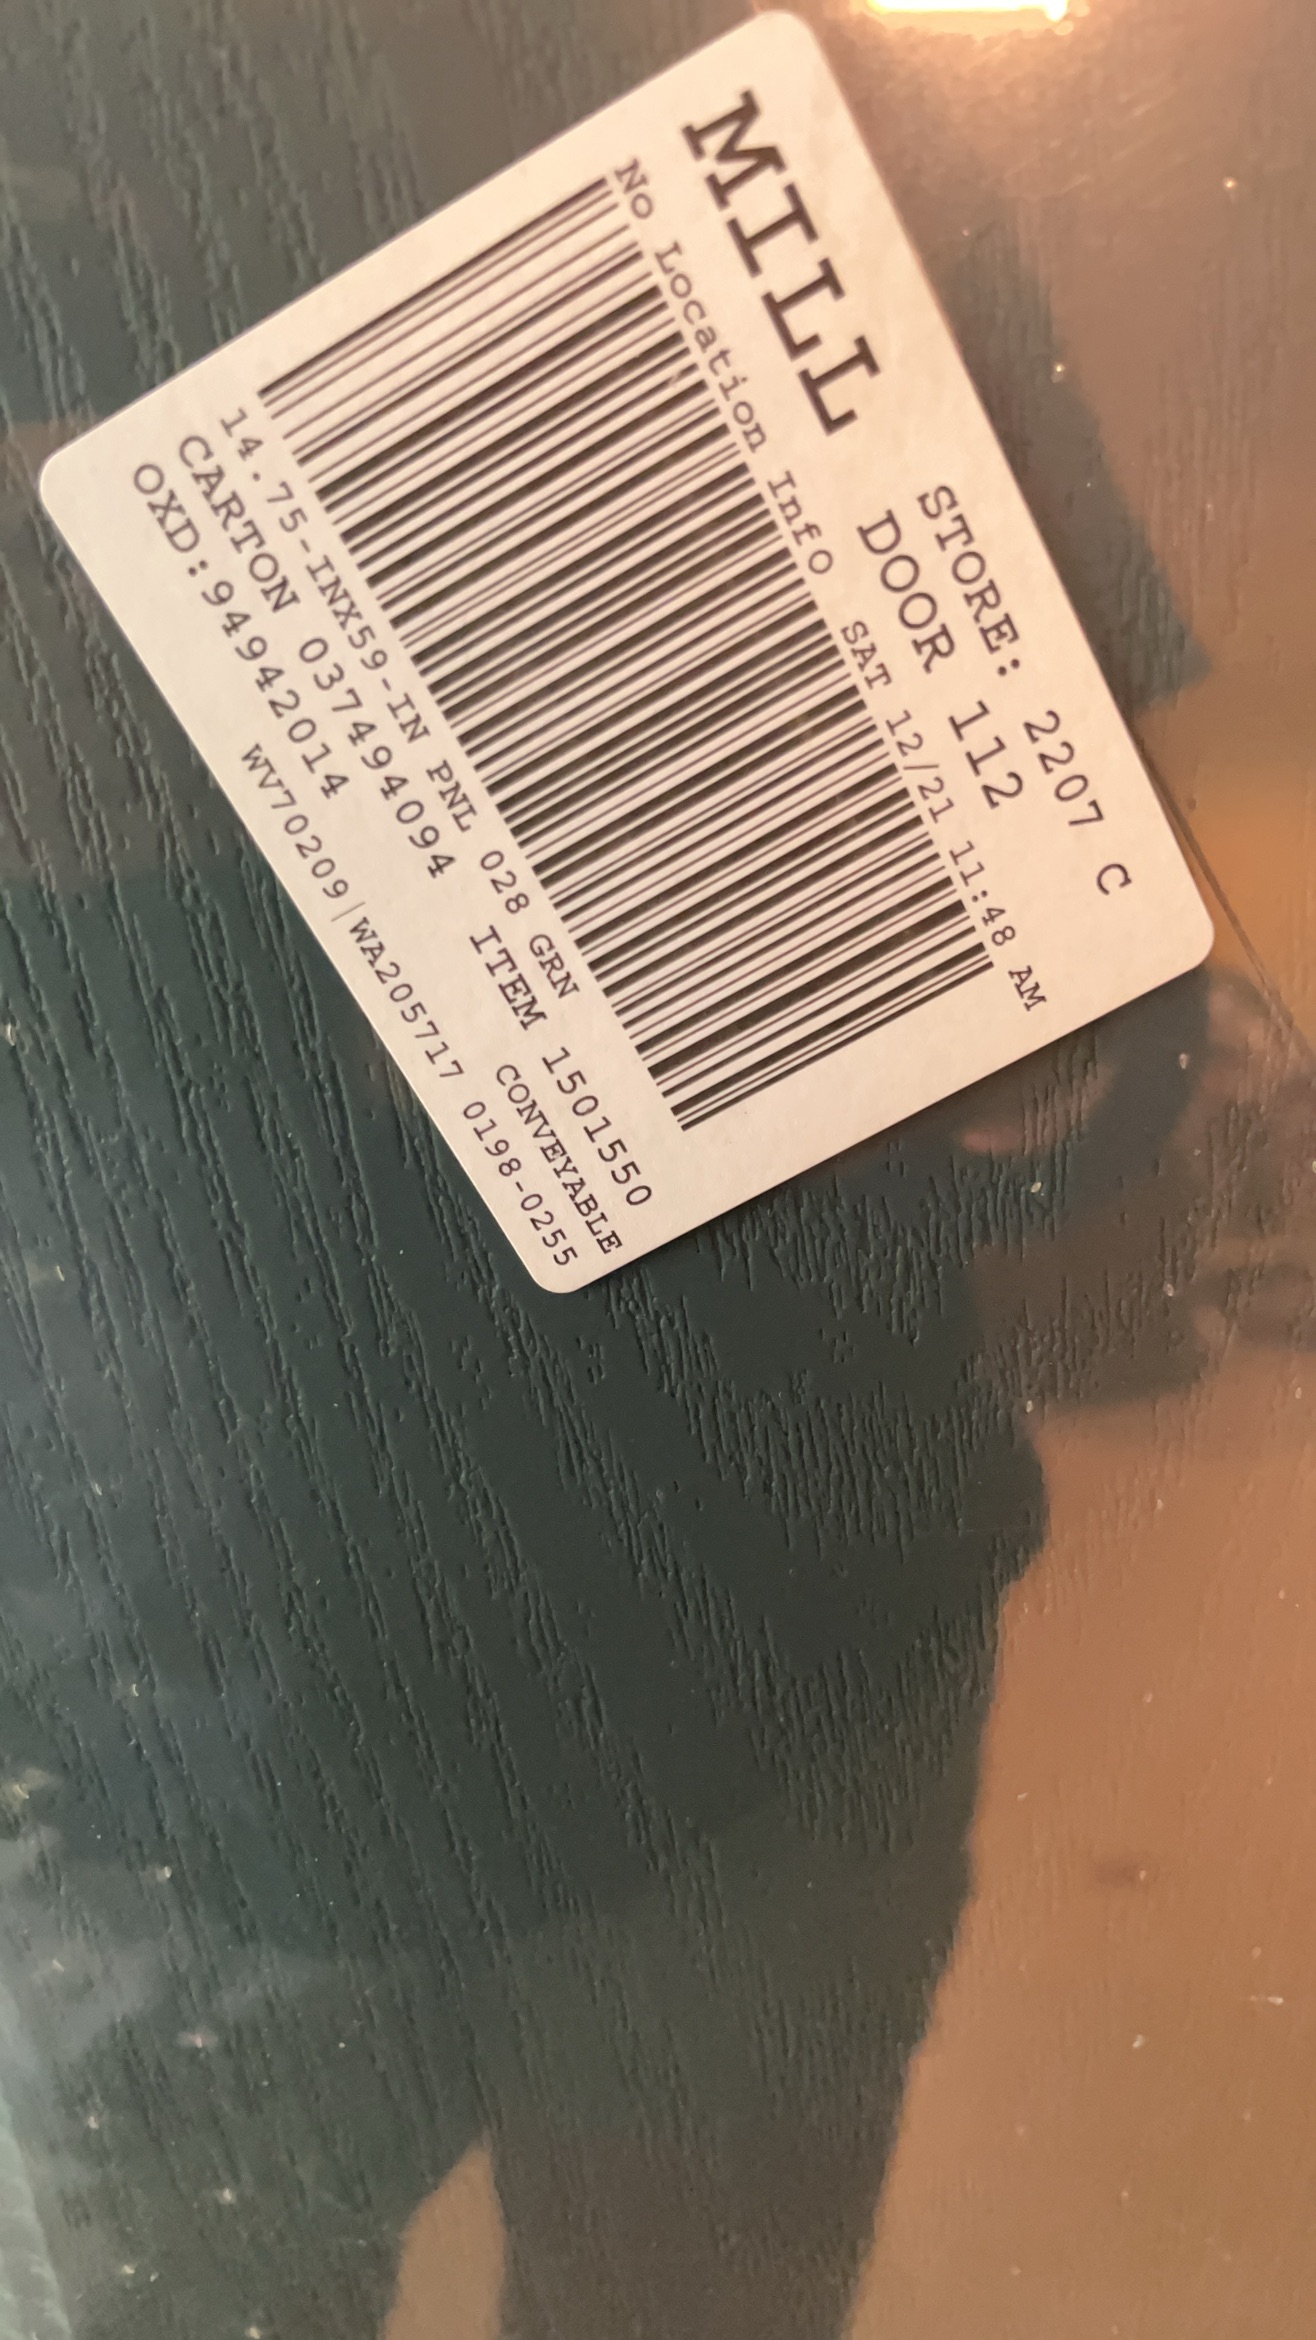 STORE: 2207 C
MILL DOOR 112
No Location Info SAT 12/21 11:48 AM
14.75-INX59-IN PNL 028 GRN
CARTON 037494094 ITEM 1501550
OXD:94942014 CONVEYABLE
WV70209|WA205717 0198-0255